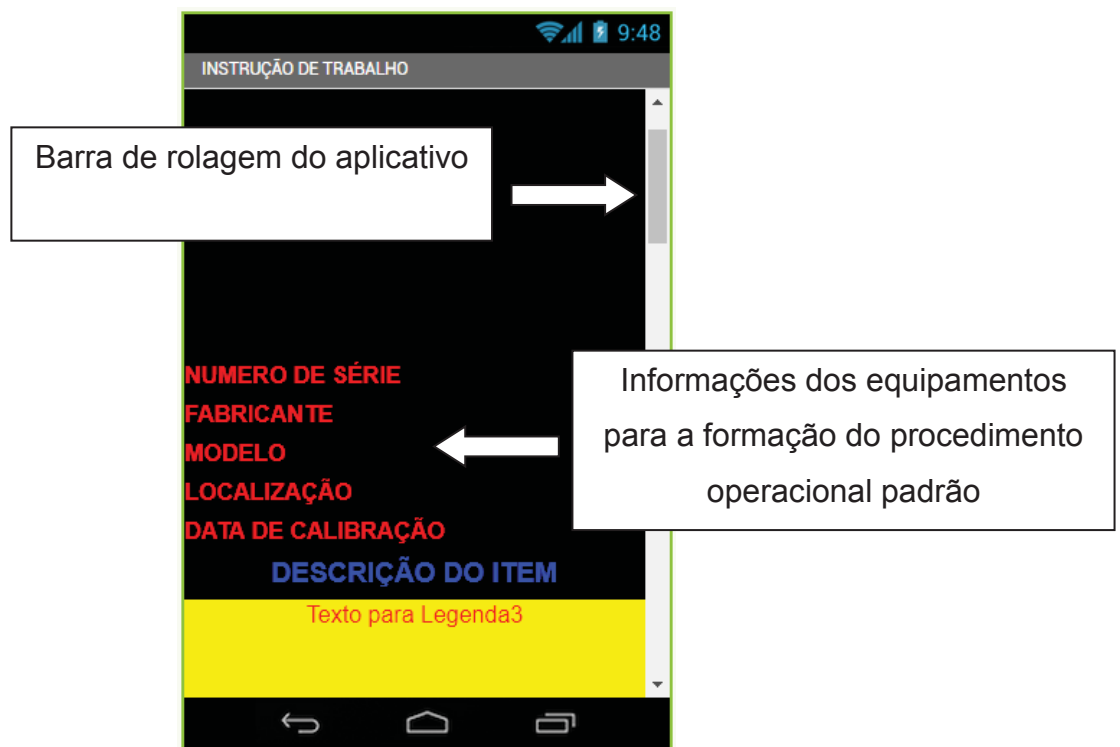 9:48
INSTRUÇÃO DE TRABALHO
Barra de rolagem do aplicativo
NUMERO DE SÉRIE
FABRICANTE
MODELO
LOCALIZAÇÃO
DATA DE CALIBRAÇÃO
Informações dos equipamentos
para a formação do procedimento
operacional padrão
DESCRIÇÃO DO ITEM
Texto para Legenda3